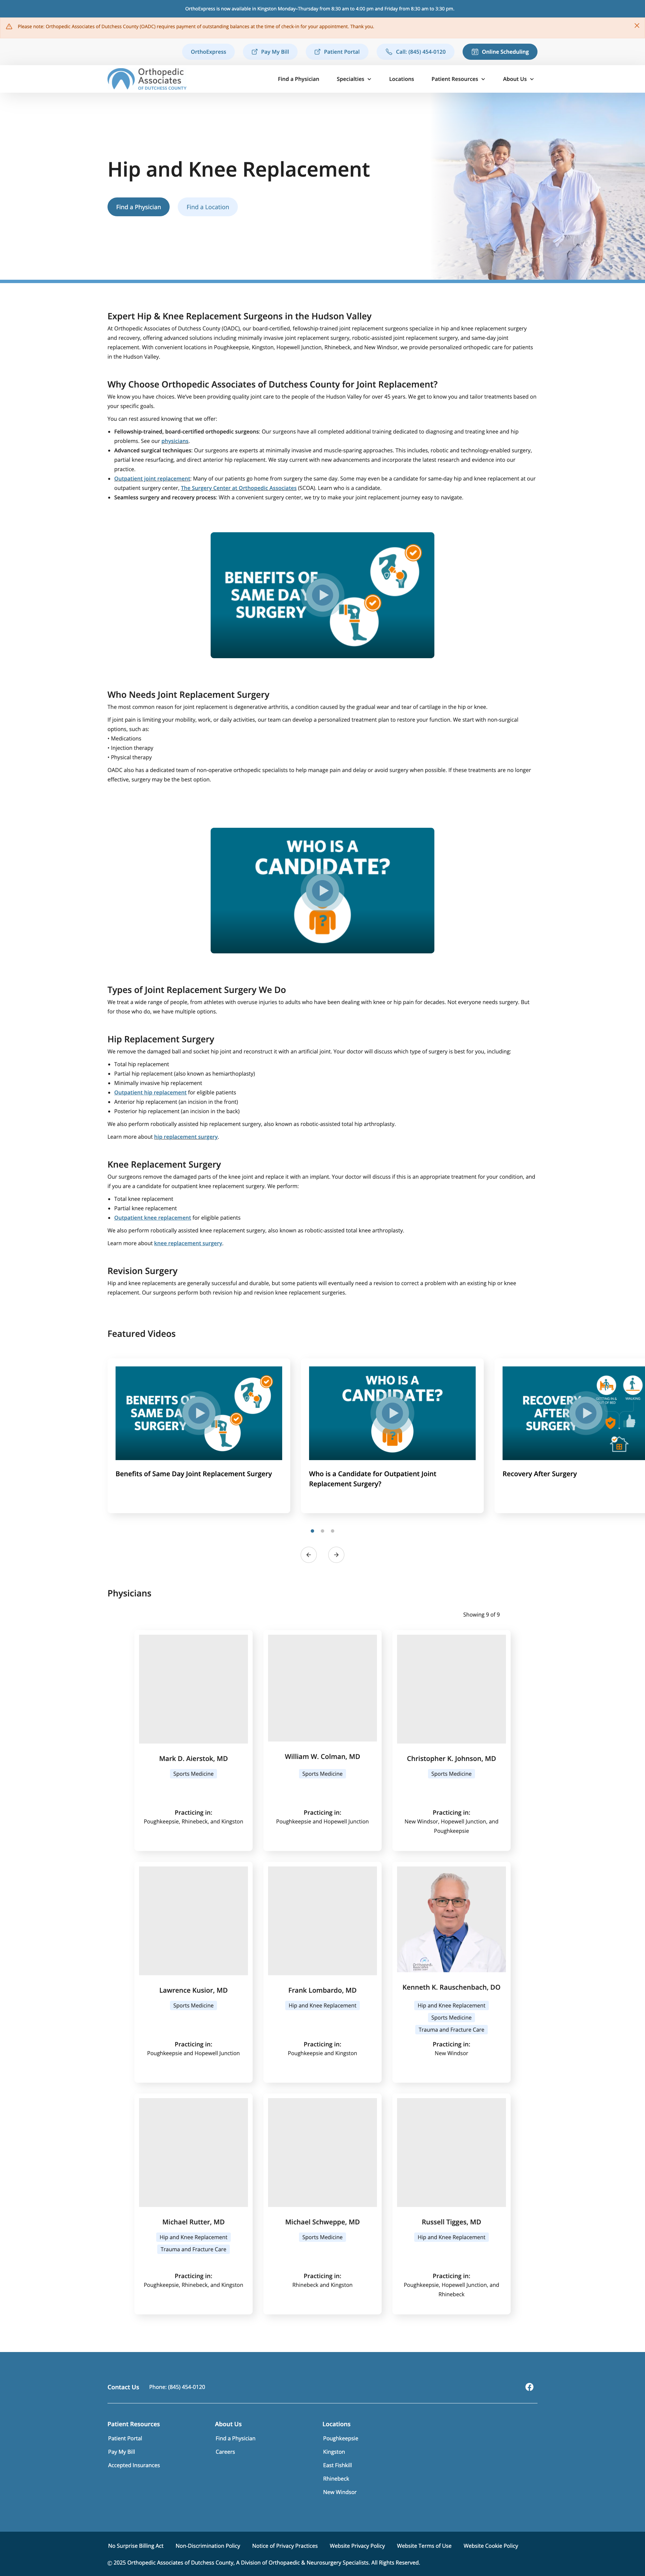 OrthoExpress is now available in Kingston Monday–Thursday from 8:30 am to 4:00 pm and Friday from 8:30 am to 3:30 pm.
Please note: Orthopedic Associates of Dutchess County (OADC) requires payment of outstanding balances at the time of check-in for your appointment. Thank you.
OrthoExpress
Pay My Bill
Patient Portal
Call: (845) 454-0120
Online Scheduling
Orthopedic
Associates
OF DUTCHESS COUNTY
Find a Physician
Specialties
Locations
Patient Resources
About Us
Hip and Knee Replacement
Find a Physician
Find a Location
Expert Hip & Knee Replacement Surgeons in the Hudson Valley
At Orthopedic Associates of Dutchess County (OADC), our board-certified, fellowship-trained joint replacement surgeons specialize in hip and knee replacement surgery
and recovery, offering advanced solutions including minimally invasive joint replacement surgery, robotic-assisted joint replacement surgery, and same-day joint
replacement. With convenient locations in Poughkeepsie, Kingston, Hopewell Junction, Rhinebeck, and New Windsor, we provide personalized orthopedic care for patients
in the Hudson Valley.
Why Choose Orthopedic Associates of Dutchess County for Joint Replacement?
We know you have choices. We've been providing quality joint care to the people of the Hudson Valley for over 45 years. We get to know you and tailor treatments based on
your specific goals.
You can rest assured knowing that we offer:
• Fellowship-trained, board-certified orthopedic surgeons: Our surgeons have all completed additional training dedicated to diagnosing and treating knee and hip
problems. See our physicians.
• Advanced surgical techniques: Our surgeons are experts at minimally invasive and muscle-sparing approaches. This includes, robotic and technology-enabled surgery,
partial knee resurfacing, and direct anterior hip replacement. We stay current with new advancements and incorporate the latest research and evidence into our
practice.
• Outpatient joint replacement: Many of our patients go home from surgery the same day. Some may even be a candidate for same-day hip and knee replacement at our
outpatient surgery center, The Surgery Center at Orthopedic Associates (SCOA). Learn who is a candidate.
• Seamless surgery and recovery process: With a convenient surgery center, we try to make your joint replacement journey easy to navigate.
BENEFITS OF
SAME DAY
SURGERY
Who Needs Joint Replacement Surgery
The most common reason for joint replacement is degenerative arthritis, a condition caused by the gradual wear and tear of cartilage in the hip or knee.
If joint pain is limiting your mobility, work, or daily activities, our team can develop a personalized treatment plan to restore your function. We start with non-surgical
options, such as:
• Medications
• Injection therapy
• Physical therapy
OADC also has a dedicated team of non-operative orthopedic specialists to help manage pain and delay or avoid surgery when possible. If these treatments are no longer
effective, surgery may be the best option.
WHO IS A
CANDIDATE?
?
Types of Joint Replacement Surgery We Do
We treat a wide range of people, from athletes with overuse injuries to adults who have been dealing with knee or hip pain for decades. Not everyone needs surgery. But
for those who do, we have multiple options.
Hip Replacement Surgery
We remove the damaged ball and socket hip joint and reconstruct it with an artificial joint. Your doctor will discuss which type of surgery is best for you, including:
• Total hip replacement
• Partial hip replacement (also known as hemiarthoplasty)
• Minimally invasive hip replacement
• Outpatient hip replacement for eligible patients
• Anterior hip replacement (an incision in the front)
• Posterior hip replacement (an incision in the back)
We also perform robotically assisted hip replacement surgery, also known as robotic-assisted total hip arthroplasty.
Learn more about hip replacement surgery.
Knee Replacement Surgery
Our surgeons remove the damaged parts of the knee joint and replace it with an implant. Your doctor will discuss if this is an appropriate treatment for your condition, and
if you are a candidate for outpatient knee replacement surgery. We perform:
• Total knee replacement
• Partial knee replacement
• Outpatient knee replacement for eligible patients
We also perform robotically assisted knee replacement surgery, also known as robotic-assisted total knee arthroplasty.
Learn more about knee replacement surgery.
Revision Surgery
Hip and knee replacements are generally successful and durable, but some patients will eventually need a revision to correct a problem with an existing hip or knee
replacement. Our surgeons perform both revision hip and revision knee replacement surgeries.
Featured Videos
BENEFITS OF
SAME DAY
SURGERY
WHO IS A
CANDIDATE?
?
RECOVERY
AFTER
SURGERY
Benefits of Same Day Joint Replacement Surgery
Who is a Candidate for Outpatient Joint
Replacement Surgery?
Recovery After Surgery
Physicians
Showing 9 of 9
Mark D. Aierstok, MD
Sports Medicine
Practicing in:
Poughkeepsie, Rhinebeck, and Kingston
William W. Colman, MD
Sports Medicine
Practicing in:
Poughkeepsie and Hopewell Junction
Christopher K. Johnson, MD
Sports Medicine
Practicing in:
New Windsor, Hopewell Junction, and
Poughkeepsie
Lawrence Kusior, MD
Sports Medicine
Practicing in:
Poughkeepsie and Hopewell Junction
Frank Lombardo, MD
Hip and Knee Replacement
Practicing in:
Poughkeepsie and Kingston
Kenneth K. Rauschenbach, DO
Hip and Knee Replacement
Sports Medicine
Trauma and Fracture Care
Practicing in:
New Windsor
Michael Rutter, MD
Hip and Knee Replacement
Trauma and Fracture Care
Practicing in:
Poughkeepsie, Rhinebeck, and Kingston
Michael Schweppe, MD
Sports Medicine
Practicing in:
Rhinebeck and Kingston
Russell Tigges, MD
Hip and Knee Replacement
Practicing in:
Poughkeepsie, Hopewell Junction, and
Rhinebeck
Contact Us
Phone: (845) 454-0120
Patient Resources
Patient Portal
Pay My Bill
Accepted Insurances
About Us
Find a Physician
Careers
Locations
Poughkeepsie
Kingston
East Fishkill
Rhinebeck
New Windsor
No Surprise Billing Act
Non-Discrimination Policy
Notice of Privacy Practices
Website Privacy Policy
Website Terms of Use
Website Cookie Policy
© 2025 Orthopedic Associates of Dutchess County, A Division of Orthopaedic & Neurosurgery Specialists. All Rights Reserved.